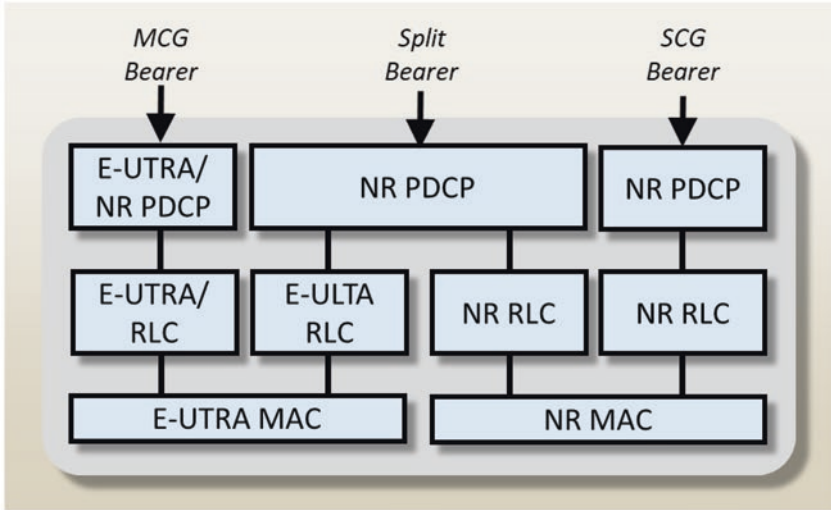 MCG
Bearer
Split
Bearer
SCG
Bearer
E-UTRA/
NR PDCP
NR PDCP
NR PDCP
E-UTRA/
RLC
E-ULTA
RLC
NR RLC
NR RLC
E-UTRA MAC
NR MAC